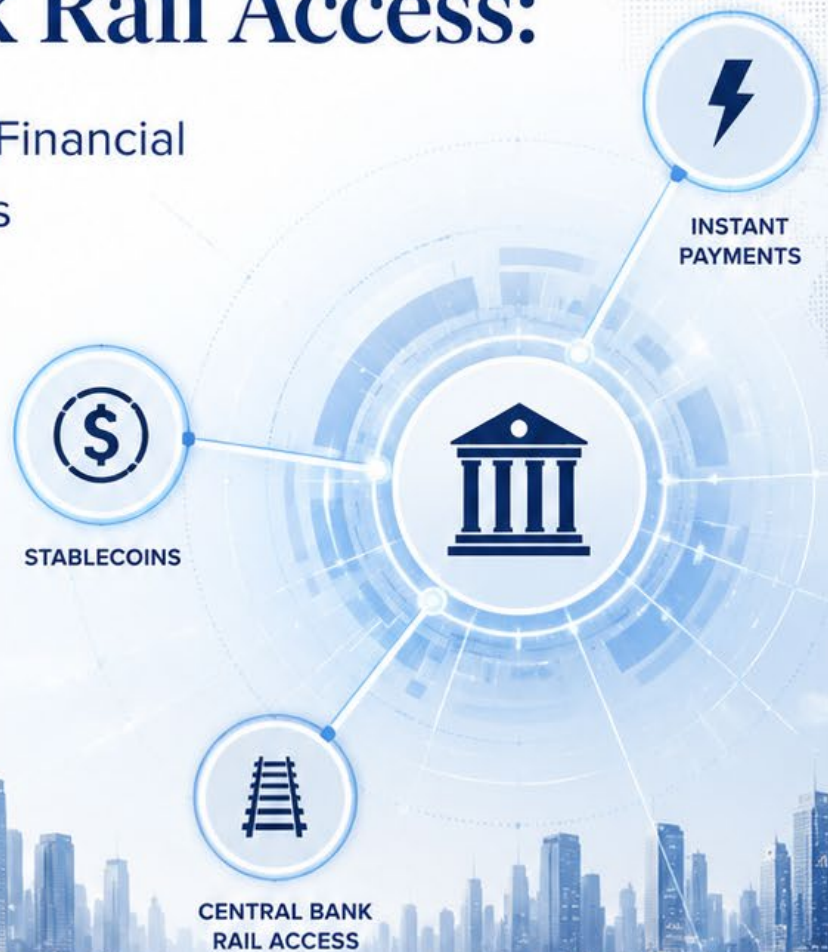 k Rail Access:
Financial
s
INSTANT
PAYMENTS
$
STABLECOINS
CENTRAL BANK
RAIL ACCESS